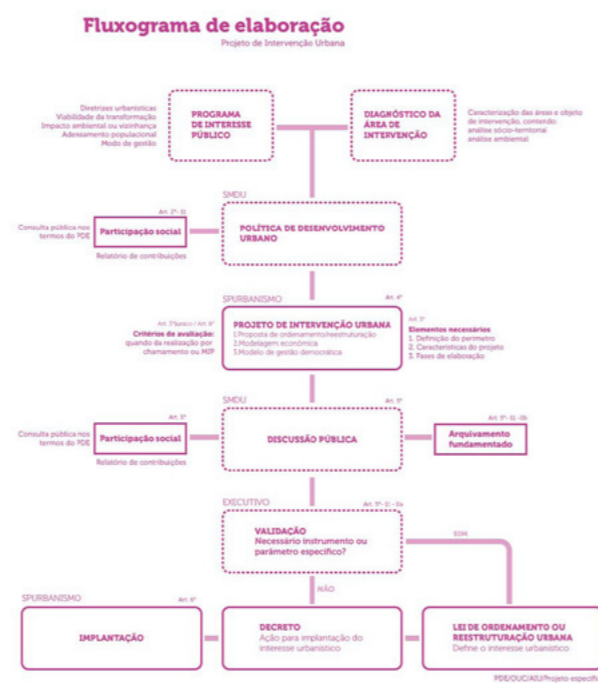 Fluxograma de elaboração
Projeto de Intervenção Urbana
Diretrizes urbanísticas
Viabilidade da transformação
Impacto ambiental ou vizinhança
Adensamento populacional
Modo de gestão
PROGRAMA
DE INTERESSE
PÚBLICO
DIAGNÓSTICO DA
ÁREA DE
INTERVENÇÃO
Caracterização das áreas e objeto
de intervenção, contendo:
análise sócio-territorial
análise ambiental
SMDU
Consulta pública nos
termos do PDE
Participação social
Relatório de contribuições
POLÍTICA DE DESENVOLVIMENTO
URBANO
SPURBANISMO
Art. 4º
Critérios de avaliação:
quando da realização por
chamamento ou MIP
PROJETO DE INTERVENÇÃO URBANA
1.Proposta de ordenamento/reestruturação
2.Modelagem econômica
3.Modelo de gestão democrática
Art. 3º
Elementos necessários
1. Definição do perímetro
2. Características do projeto
3. Fases de elaboração
SMDU
Art. 5º
Consulta pública nos
termos do PDE
Art. 5º
Participação social
Relatório de contribuições
DISCUSSÃO PÚBLICA
Arquivamento
fundamentado
EXECUTIVO
VALIDAÇÃO
Necessário instrumento ou
parâmetro específico?
SIM
NÃO
SPURBANISMO
Art. 6º
IMPLANTAÇÃO
DECRETO
Ação para implantação do
interesse urbanístico
LEI DE ORDENAMENTO OU
REESTRUTURAÇÃO URBANA
Define o interesse urbanístico
PDE/OUC/AIU/Projeto específico